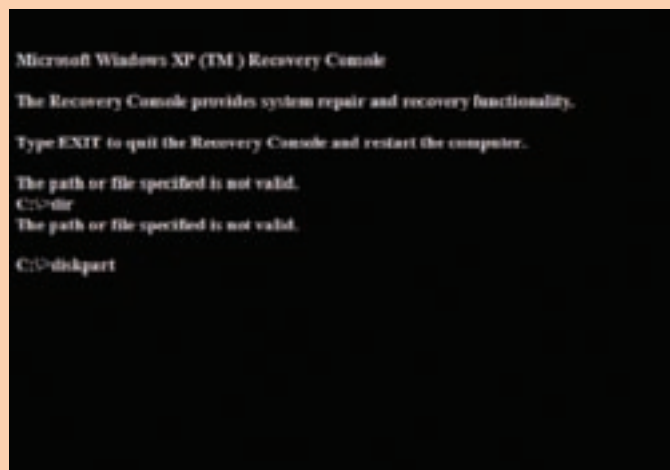 Microsoft Windows XP (TM ) Recovery Console
The Recovery Console provides system repair and recovery functionality.
Type EXIT to quit the Recovery Console and restart the computer.
The path or file specified is not valid.
C:\>dir
The path or file specified is not valid.
C:\>diskpart